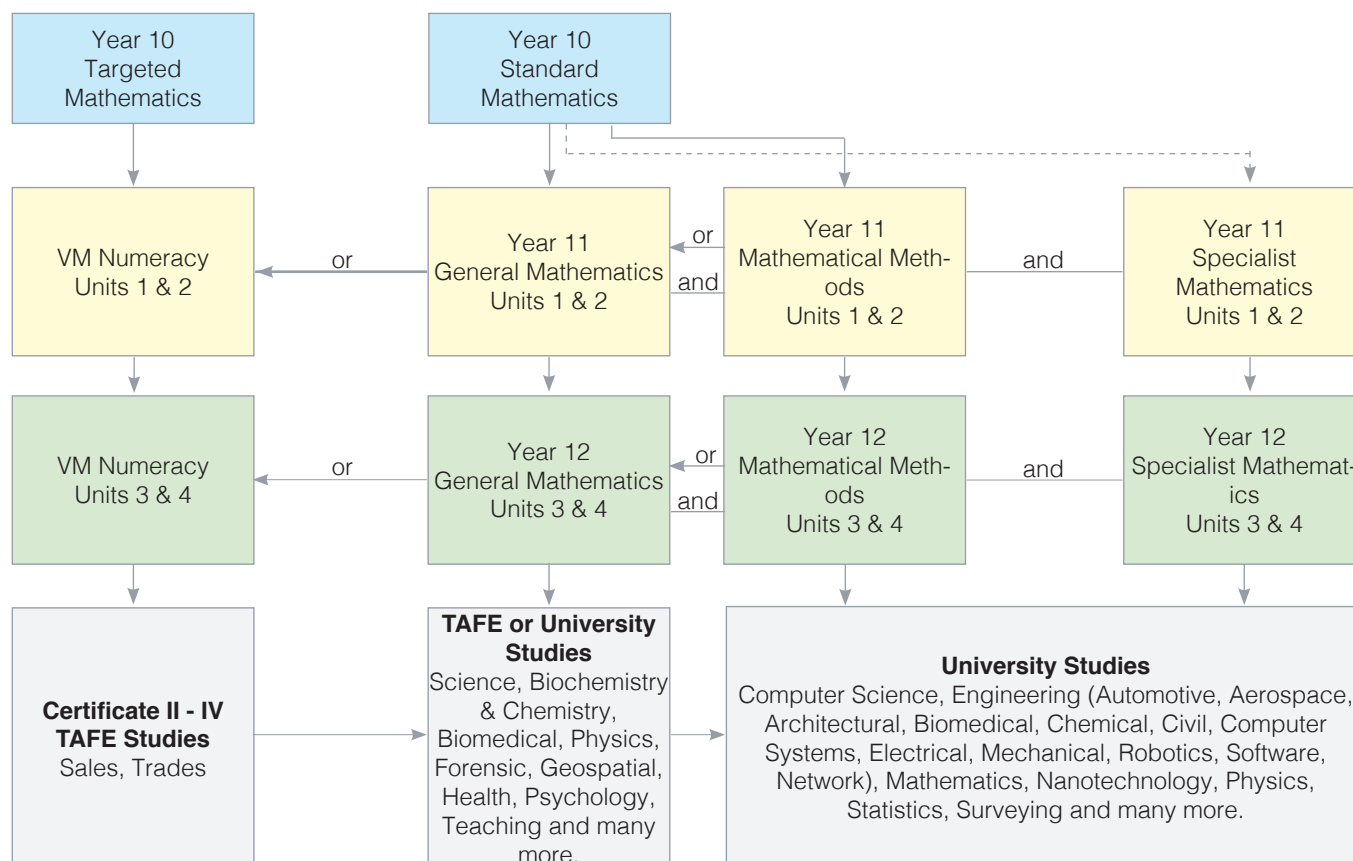 Year 10
Targeted
Mathematics
Year 10
Standard
Mathematics
VM Numeracy
Units 1 & 2
or
Year 11
General Mathematics
Units 1 & 2
or
and
Year 11
Mathematical Meth-
ods
Units 1 & 2
and
Year 11
Specialist
Mathematics
Units 1 & 2
VM Numeracy
Units 3 & 4
or
Year 12
General Mathematics
Units 3 & 4
or
and
Year 12
Mathematical Meth-
ods
Units 3 & 4
and
Year 12
Specialist Mathemat-
ics
Units 3 & 4
Certificate II - IV
TAFE Studies
Sales, Trades
TAFE or University
Studies
Science, Biochemistry
& Chemistry,
Biomedical, Physics,
Forensic, Geospatial,
Health, Psychology,
Teaching and many
more.
University Studies
Computer Science, Engineering (Automotive, Aerospace,
Architectural, Biomedical, Chemical, Civil, Computer
Systems, Electrical, Mechanical, Robotics, Software,
Network), Mathematics, Nanotechnology, Physics,
Statistics, Surveying and many more.